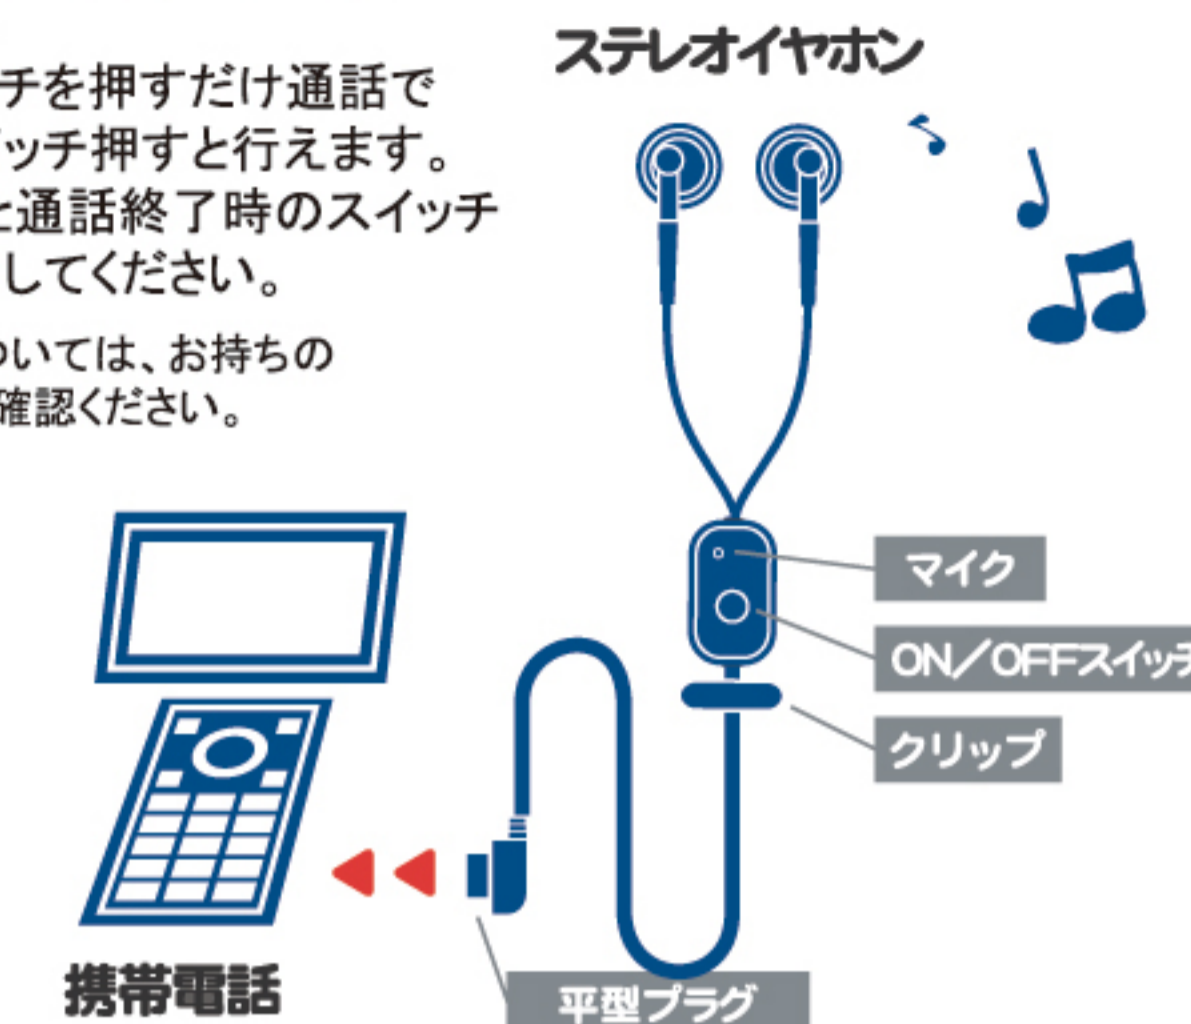 ステレオイヤホン
チを押すだけ通話で
イッチ押すと行えます。
と通話終了時のスイッチ
してください。
ついては、お持ちの
確認ください。
マイク
ON／OFFスイッチ
クリップ
携帯電話
平型プラグ